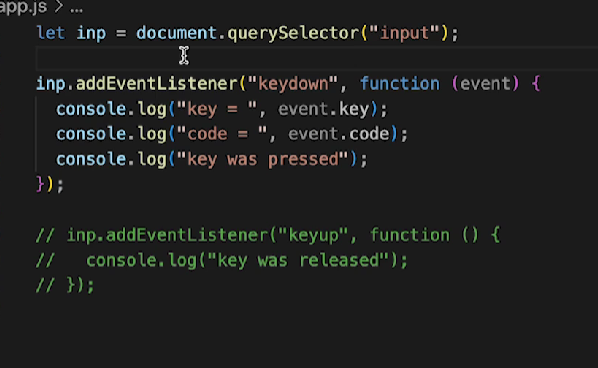 app.js > ...
let inp = document.querySelector("input");
inp.addEventListener("keydown", function (event) {
  console.log("key = ", event.key);
  console.log("code = ", event.code);
  console.log("key was pressed");
});
// inp.addEventListener("keyup", function () {
//   console.log("key was released");
// });